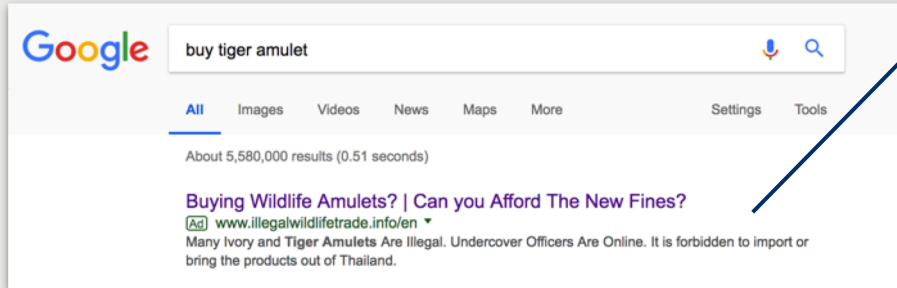 Google
buy tiger amulet
All Images Videos News Maps More Settings Tools
About 5,580,000 results (0.51 seconds)
Buying Wildlife Amulets? | Can you Afford The New Fines?
Ad www.illegalwildlifetrade.info/en
Many Ivory and Tiger Amulets Are Illegal. Undercover Officers Are Online. It is forbidden to import or
bring the products out of Thailand.